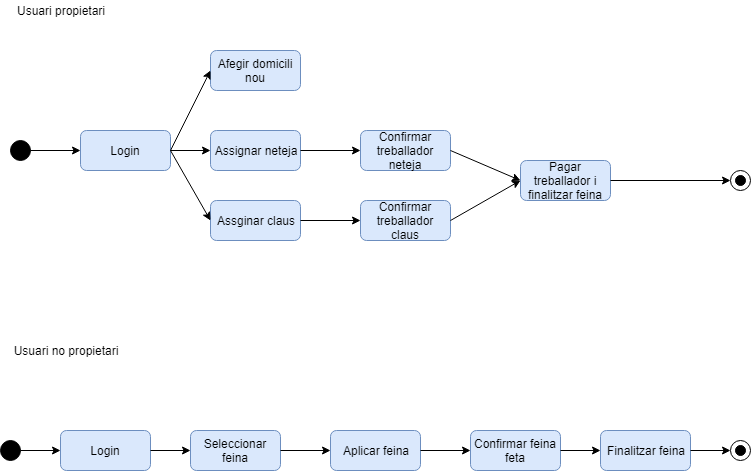 Usuari propietari
Afegir domicili
nou
Login
Assignar neteja
Confirmar
treballador
neteja
Pagar
treballador i
finalitzar feina
Assginar claus
Confirmar
treballador
claus
Usuari no propietari
Login
Seleccionar
feina
Aplicar feina
Confirmar feina
feta
Finalitzar feina